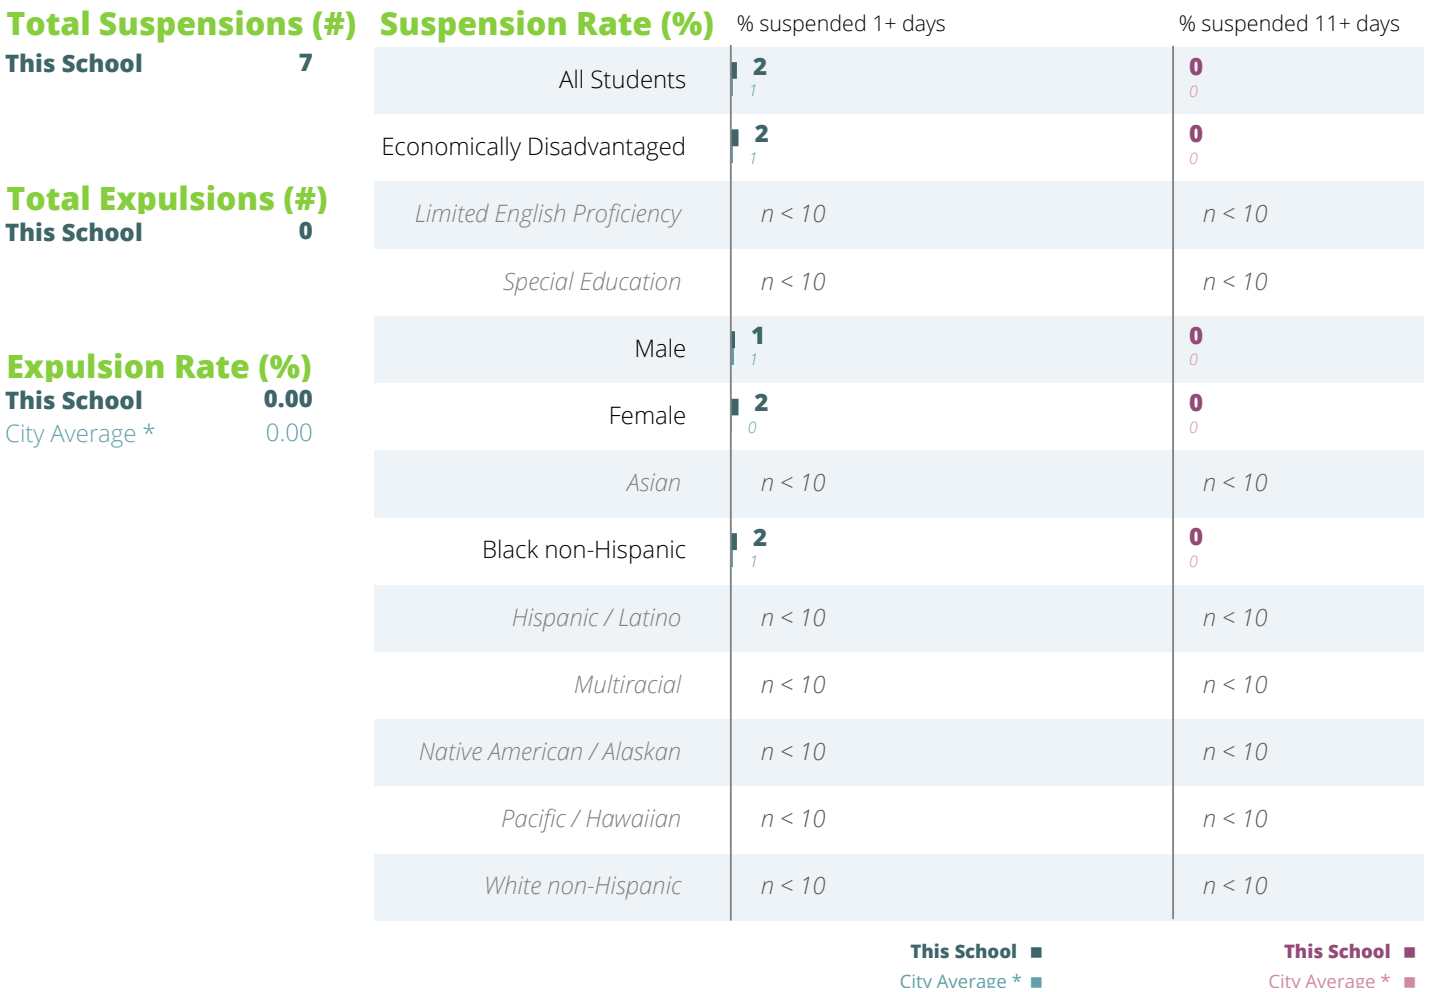 Total Suspensions (#)
This School 7
Total Expulsions (#)
This School 0
Expulsion Rate (%)
This School 0.00
City Average * 0.00
Suspension Rate (%) % suspended 1+ days % suspended 11+ days
All Students 2 0
1 0
Economically Disadvantaged 2 0
1 0
Limited English Proficiency n < 10 n < 10
Special Education n < 10 n < 10
Male 1 0
1 0
Female 2 0
0 0
Asian n < 10 n < 10
Black non-Hispanic 2 0
1 0
Hispanic / Latino n < 10 n < 10
Multiracial n < 10 n < 10
Native American / Alaskan n < 10 n < 10
Pacific / Hawaiian n < 10 n < 10
White non-Hispanic n < 10 n < 10
This School This School
City Average * City Average *